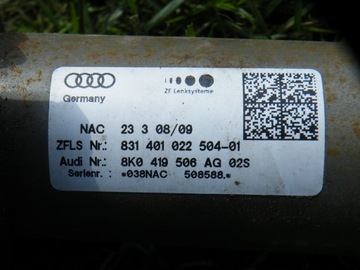 Germany
ZF Lenksysteme
NAC 23 3 08/09
ZFLS Nr.: 831 401 022 504-01
Audi Nr.: 8K0 419 506 AG 02S
Seriennr.: *038NAC 508588.*